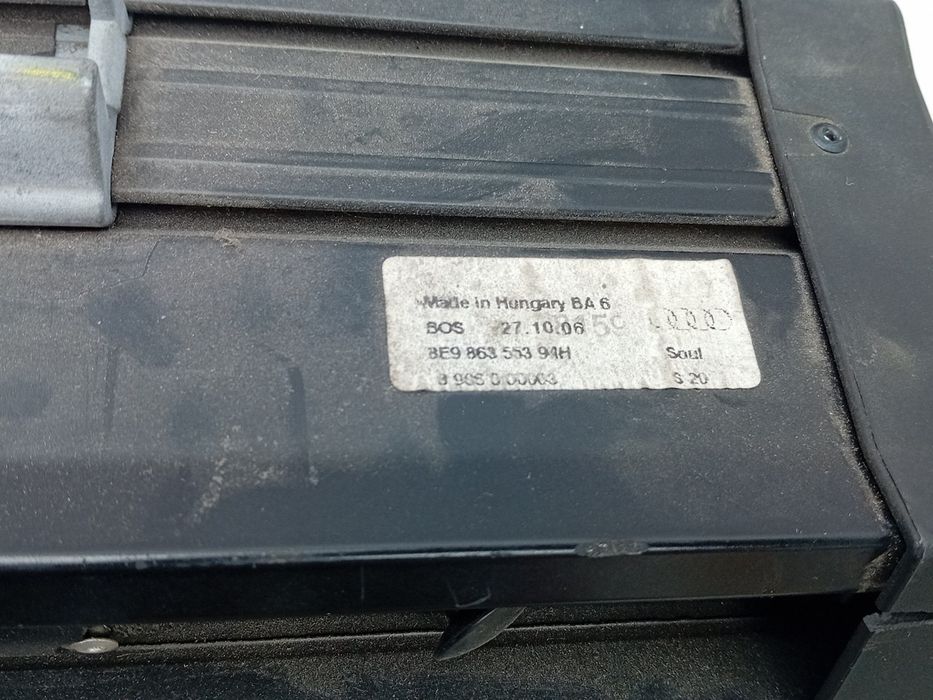 Made in Hungary BA 6
BOS 27.10.06
8E9 863 553 94H Soul
S 20